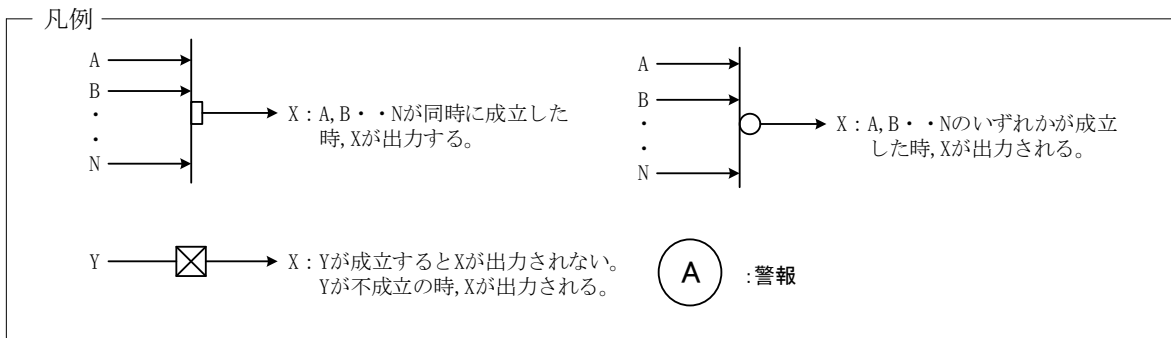 凡例
A
B
・
・
N
X：A,B・・Nが同時に成立した
時,Xが出力する。
A
B
・
・
N
X：A,B・・Nのいずれかが成立
した時,Xが出力される。
Y
X：Yが成立するとXが出力されない。
Yが不成立の時,Xが出力される。
A
:警報